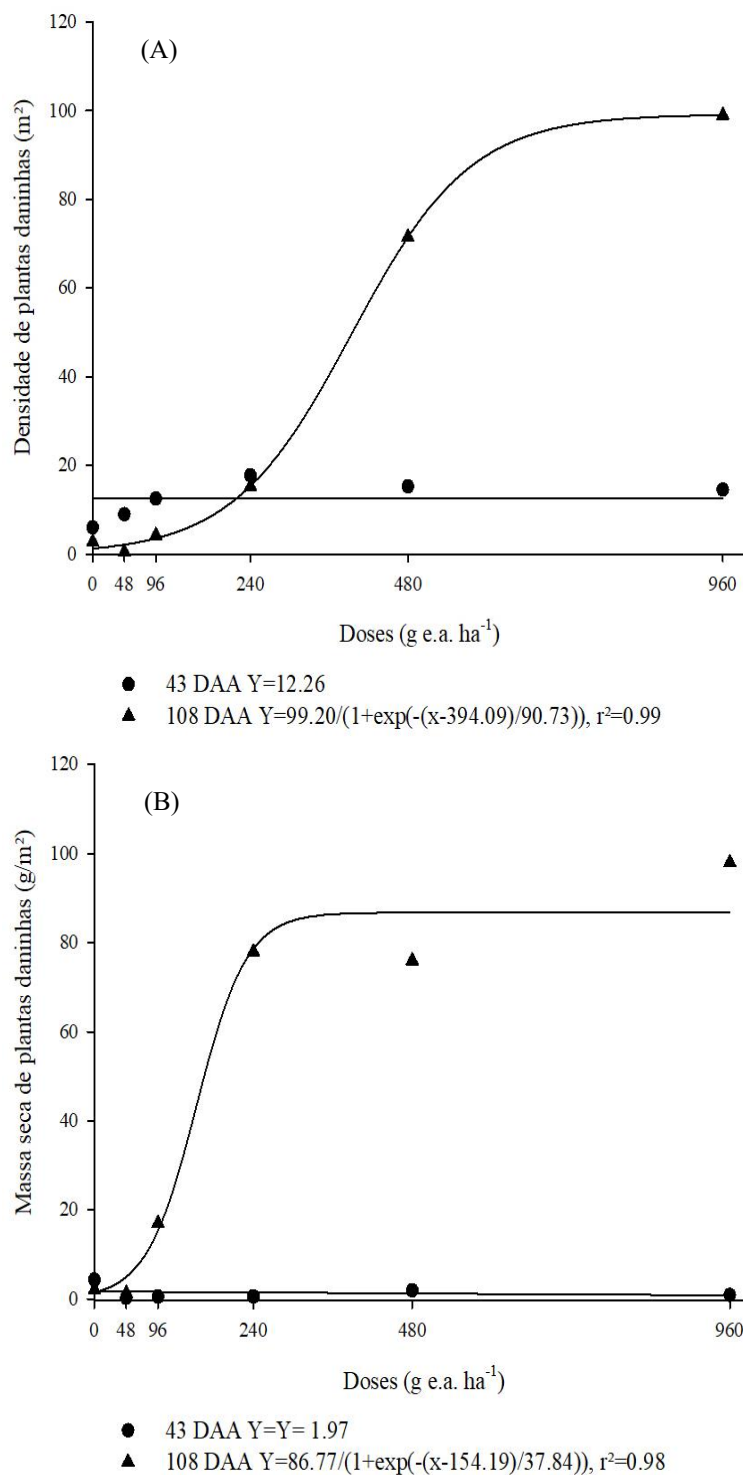 (A)
Densidade de plantas daninhas (m²)
120
100
80
60
40
20
0
0 48 96 240 480 960
Doses (g e.a. ha⁻¹)
43 DAA Y=12.26
108 DAA Y=99.20/(1+exp(-(x-394.09)/90.73)), r²=0.99
(B)
Massa seca de plantas daninhas (g/m²)
120
100
80
60
40
20
0
0 48 96 240 480 960
Doses (g e.a. ha⁻¹)
43 DAA Y=Y= 1.97
108 DAA Y=86.77/(1+exp(-(x-154.19)/37.84)), r²=0.98